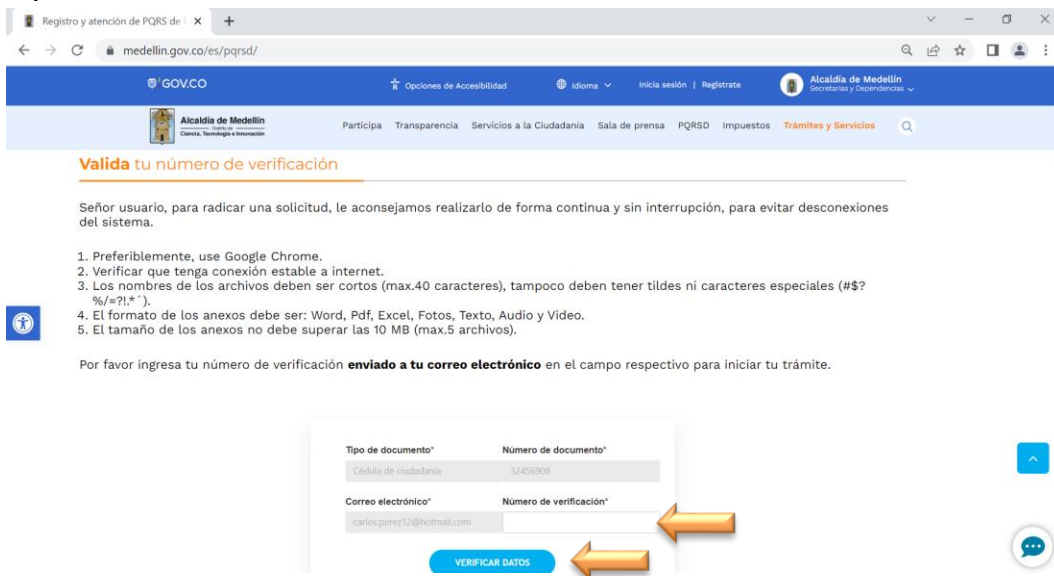 Registro y atención de PQRS de
medellin.gov.co/es/pqrsd/
GOV.CO
Opciones de Accesibilidad
Idioma
Inicia sesión | Registrate
Alcaldía de Medellín
Secretarías y Dependencias
Alcaldía de Medellín
Distrito de
Ciencia, Tecnología e Innovación
Participa Transparencia Servicios a la Ciudadanía Sala de prensa PQRSD Impuestos Trámites y Servicios
Valida tu número de verificación
Señor usuario, para radicar una solicitud, le aconsejamos realizarlo de forma continua y sin interrupción, para evitar desconexiones
del sistema.
1. Preferiblemente, use Google Chrome.
2. Verificar que tenga conexión estable a internet.
3. Los nombres de los archivos deben ser cortos (max.40 caracteres), tampoco deben tener tildes ni caracteres especiales (#$?
%/=?!.*´).
4. El formato de los anexos debe ser: Word, Pdf, Excel, Fotos, Texto, Audio y Video.
5. El tamaño de los anexos no debe superar las 10 MB (max.5 archivos).
Por favor ingresa tu número de verificación enviado a tu correo electrónico en el campo respectivo para iniciar tu trámite.
Tipo de documento* Número de documento*
Cédula de ciudadanía 32456908
Correo electrónico* Número de verificación*
carlos.perez12@hotmail.com
VERIFICAR DATOS